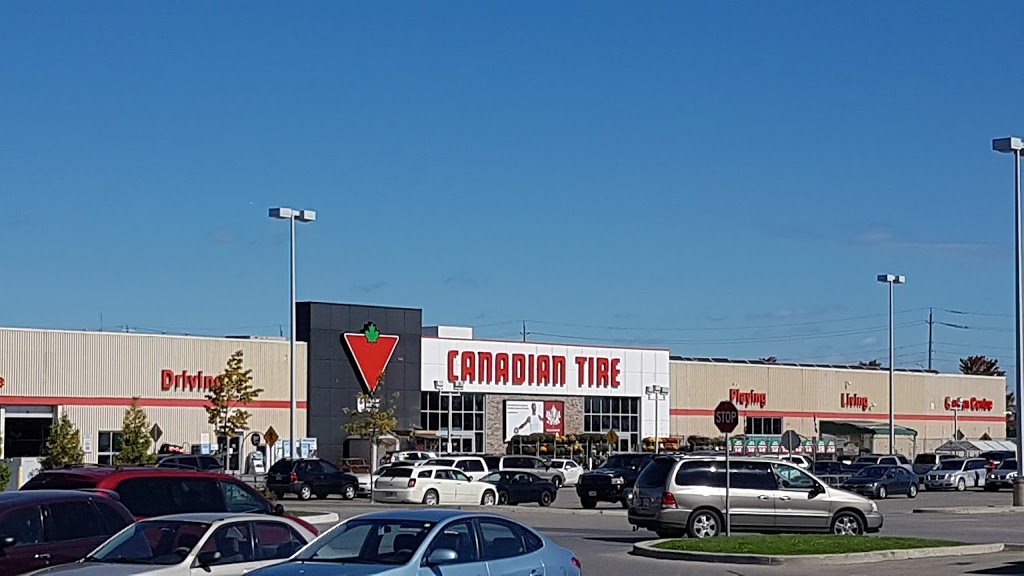 CANADIAN TIRE
Driving
Playing
Living
Garden Centre
STOP